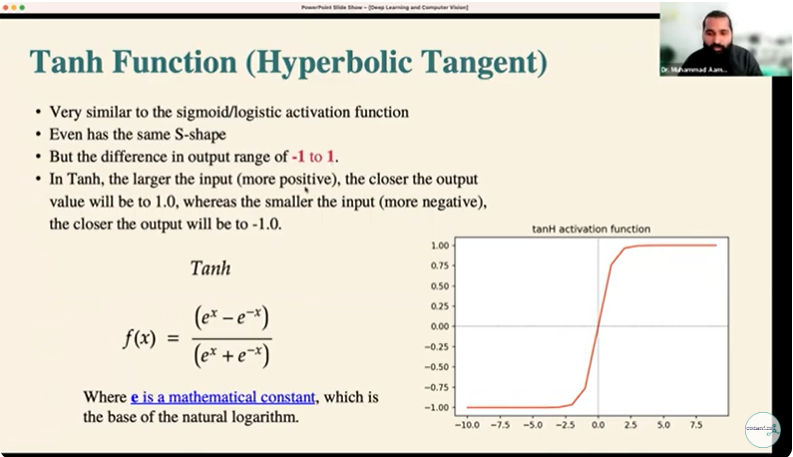 PowerPoint Slide Show - [Deep Learning and Computer Vision]
Tanh Function (Hyperbolic Tangent)
Dr. Muhammad Aam...
• Very similar to the sigmoid/logistic activation function
• Even has the same S-shape
• But the difference in output range of -1 to 1.
• In Tanh, the larger the input (more positive), the closer the output
value will be to 1.0, whereas the smaller the input (more negative),
the closer the output will be to -1.0.
Tanh
f(x) = (e^x – e^-x) / (e^x + e^-x)
Where e is a mathematical constant, which is
the base of the natural logarithm.
tanH activation function
1.00
0.75
0.50
0.25
0.00
−0.25
−0.50
−0.75
−1.00
−10.0 −7.5 −5.0 −2.5 0.0 2.5 5.0 7.5